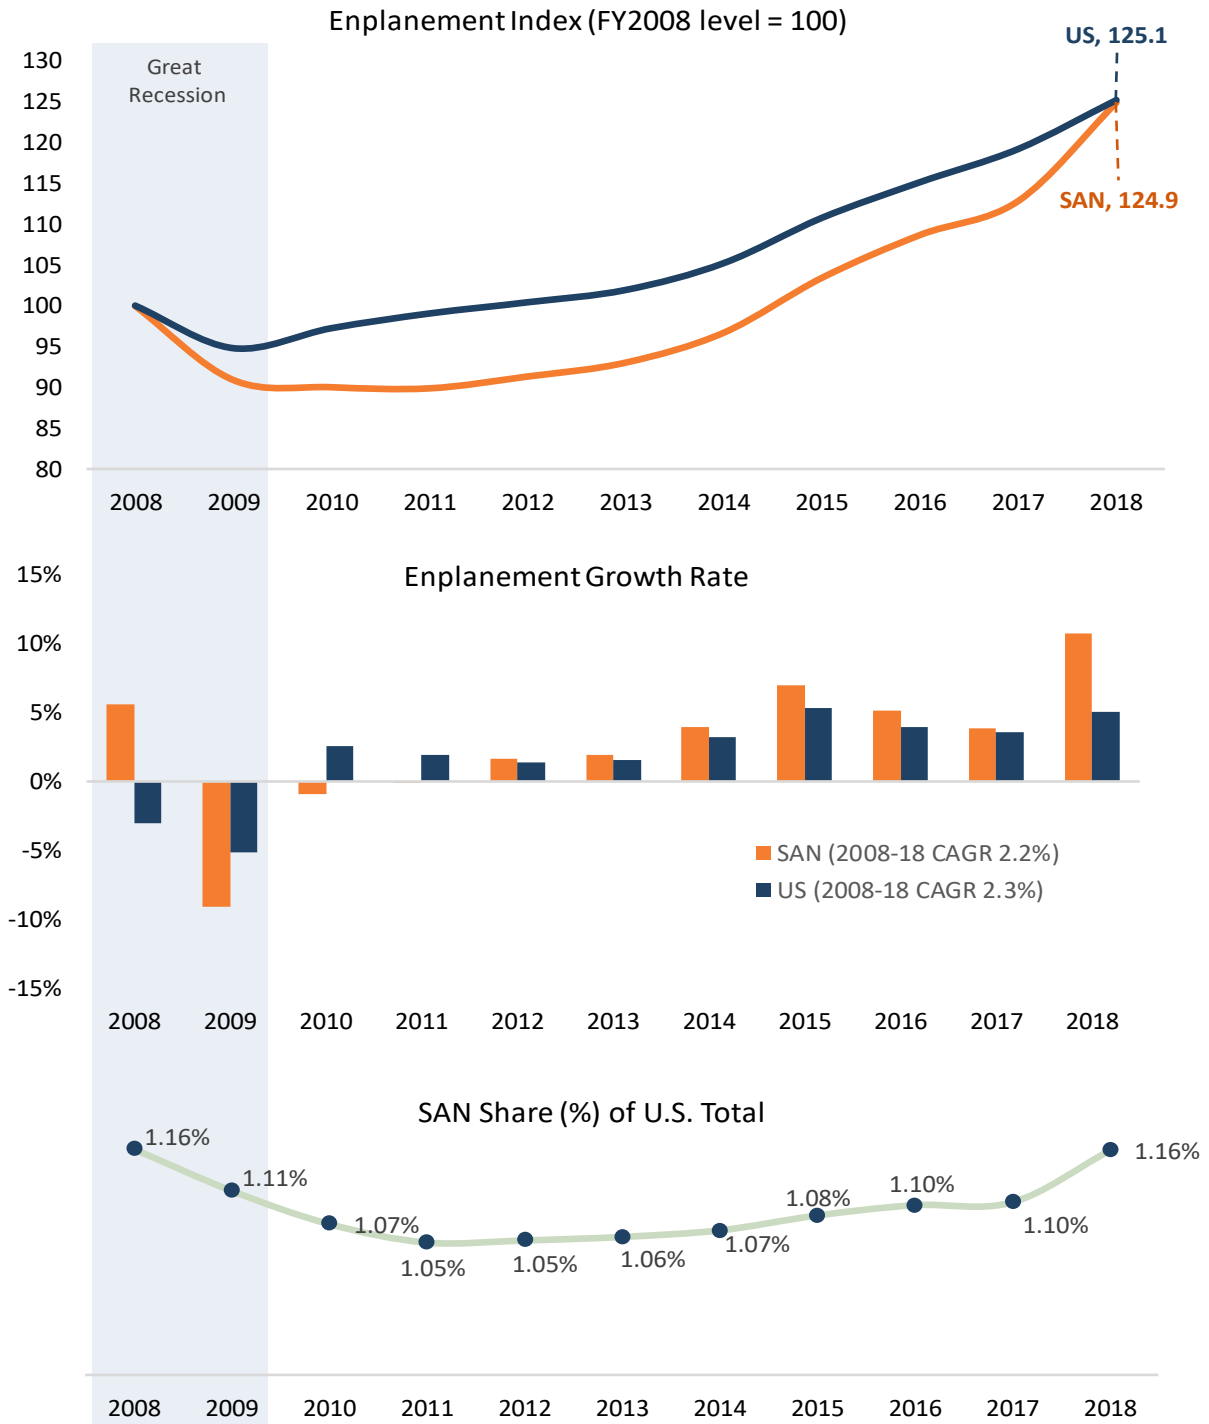 Enplanement Index (FY2008 level = 100)
US, 125.1
130
Great
Recession
125
120
115
SAN, 124.9
110
105
100
95
90
85
80
2008 2009 2010 2011 2012 2013 2014 2015 2016 2017 2018
Enplanement Growth Rate
15%
10%
5%
0%
-5%
-10%
-15%
SAN (2008-18 CAGR 2.2%)
US (2008-18 CAGR 2.3%)
2008 2009 2010 2011 2012 2013 2014 2015 2016 2017 2018
SAN Share (%) of U.S. Total
1.16% 1.11% 1.07% 1.05% 1.05% 1.06% 1.07% 1.08% 1.10% 1.10% 1.16%
2008 2009 2010 2011 2012 2013 2014 2015 2016 2017 2018